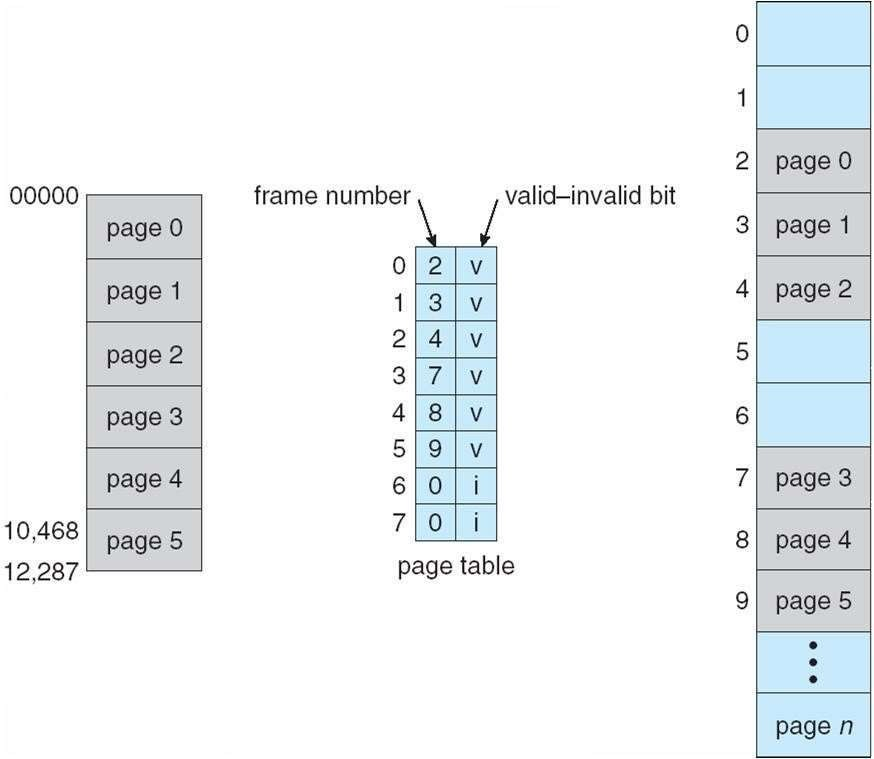 00000
page 0
page 1
page 2
page 3
page 4
10,468
page 5
12,287
frame number
valid–invalid bit
0 2 v
1 3 v
2 4 v
3 7 v
4 8 v
5 9 v
6 0 i
7 0 i
page table
0
1
2 page 0
3 page 1
4 page 2
5
6
7 page 3
8 page 4
9 page 5
page n